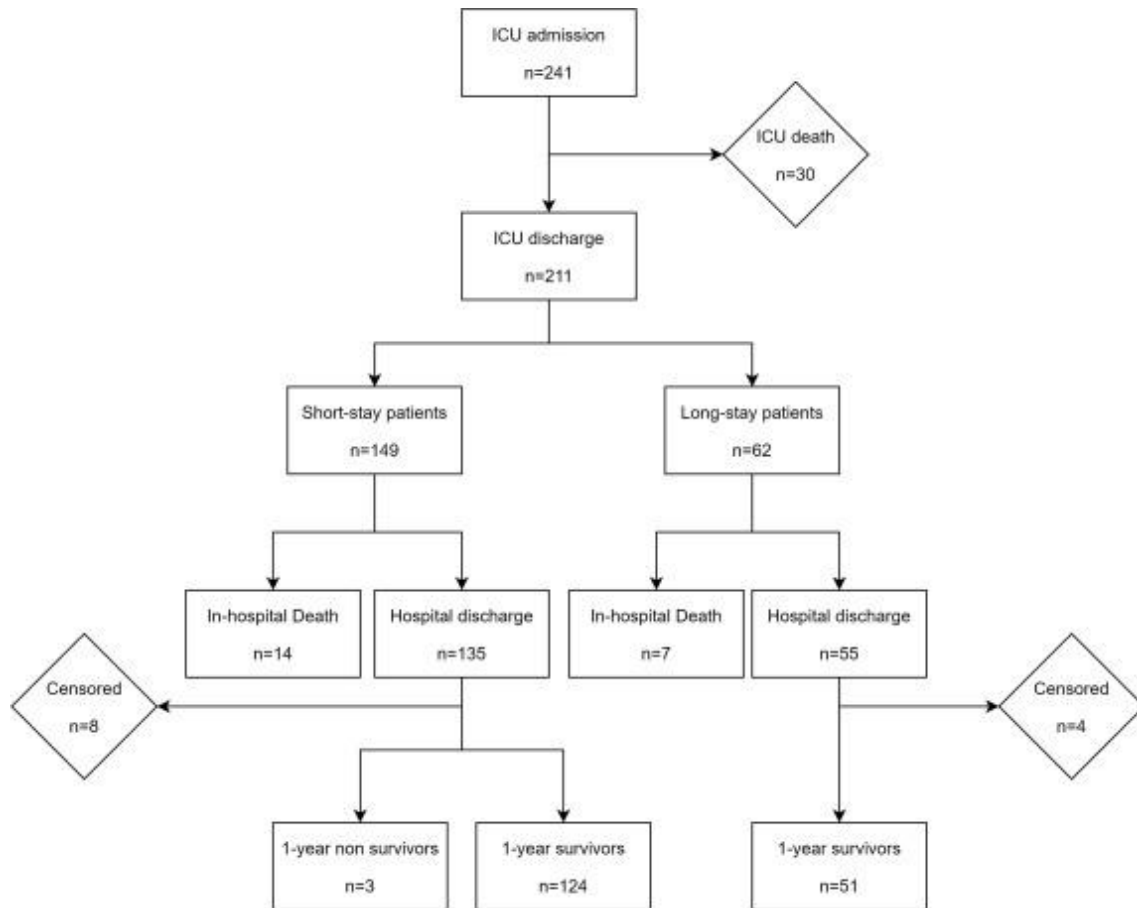 ICU admission
n=241
ICU death
n=30
ICU discharge
n=211
Short-stay patients
n=149
Long-stay patients
n=62
In-hospital Death
n=14
Hospital discharge
n=135
In-hospital Death
n=7
Hospital discharge
n=55
Censored
n=8
Censored
n=4
1-year non survivors
n=3
1-year survivors
n=124
1-year survivors
n=51